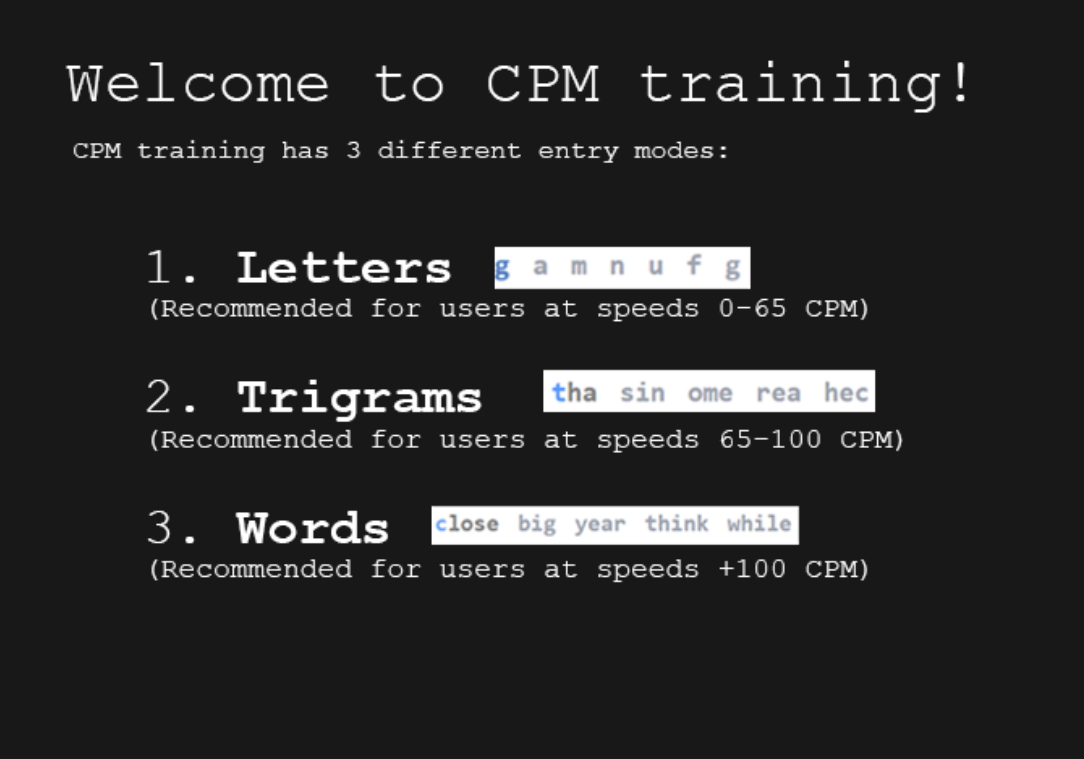 Welcome to CPM training!
CPM training has 3 different entry modes:
1. Letters g a m n u f g
(Recommended for users at speeds 0-65 CPM)
2. Trigrams tha sin ome rea hec
(Recommended for users at speeds 65-100 CPM)
3. Words close big year think while
(Recommended for users at speeds +100 CPM)